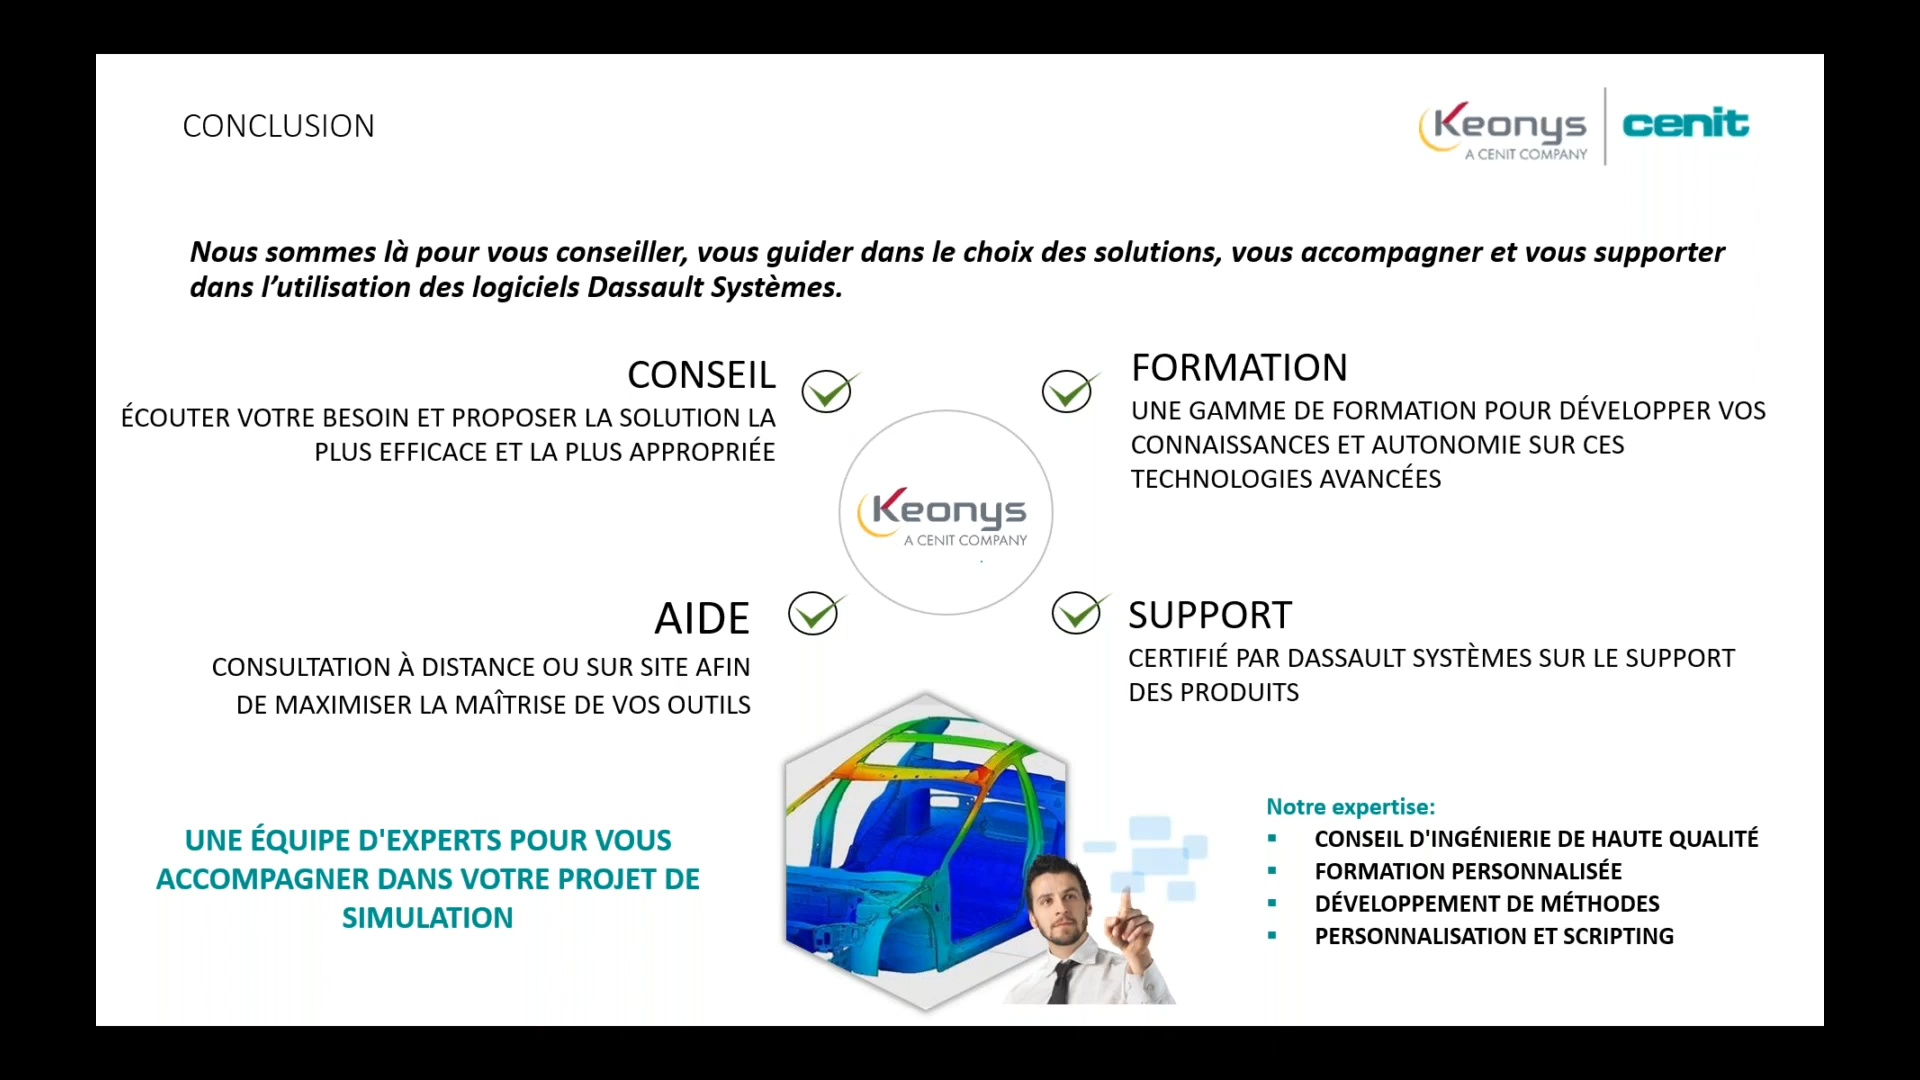 CONCLUSION
Keonys
A CENIT COMPANY
cenit
Nous sommes là pour vous conseiller, vous guider dans le choix des solutions, vous accompagner et vous supporter
dans l’utilisation des logiciels Dassault Systèmes.
CONSEIL
ÉCOUTER VOTRE BESOIN ET PROPOSER LA SOLUTION LA
PLUS EFFICACE ET LA PLUS APPROPRIÉE
FORMATION
UNE GAMME DE FORMATION POUR DÉVELOPPER VOS
CONNAISSANCES ET AUTONOMIE SUR CES
TECHNOLOGIES AVANCÉES
Keonys
A CENIT COMPANY
AIDE
CONSULTATION À DISTANCE OU SUR SITE AFIN
DE MAXIMISER LA MAÎTRISE DE VOS OUTILS
SUPPORT
CERTIFIÉ PAR DASSAULT SYSTÈMES SUR LE SUPPORT
DES PRODUITS
UNE ÉQUIPE D'EXPERTS POUR VOUS
ACCOMPAGNER DANS VOTRE PROJET DE
SIMULATION
Notre expertise:
▪ CONSEIL D'INGÉNIERIE DE HAUTE QUALITÉ
▪ FORMATION PERSONNALISÉE
▪ DÉVELOPPEMENT DE MÉTHODES
▪ PERSONNALISATION ET SCRIPTING